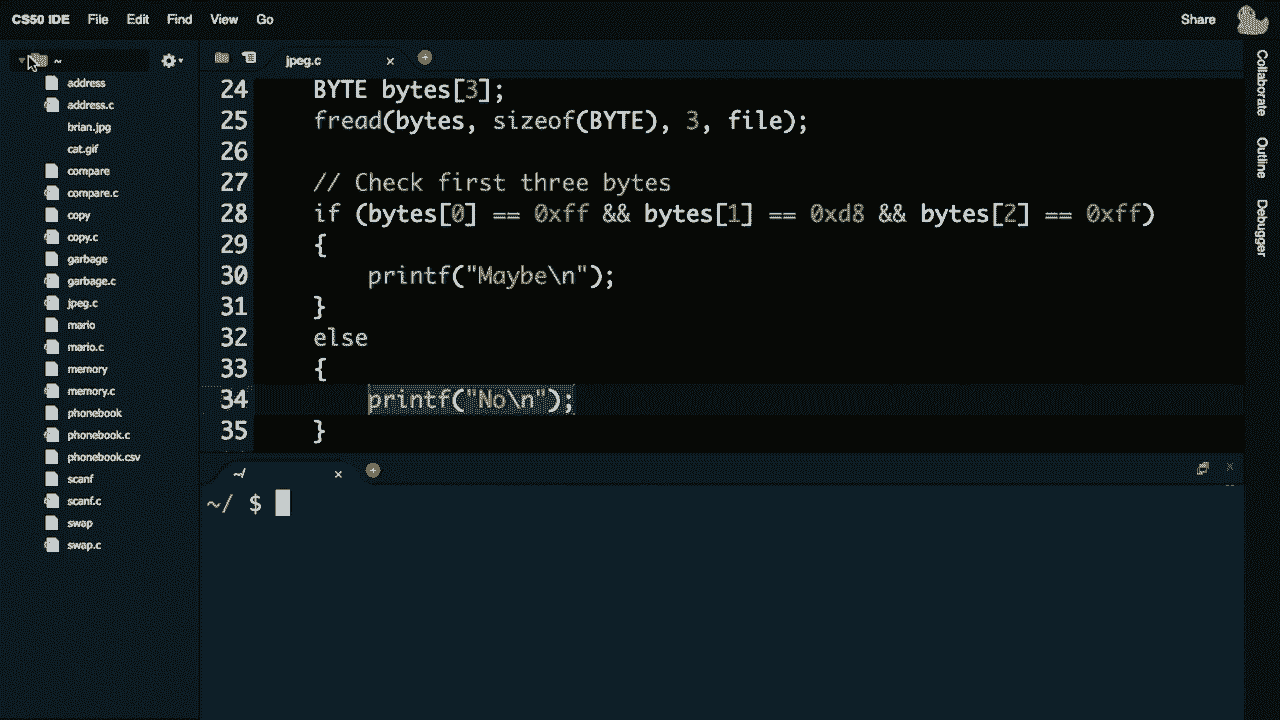 CS50 IDE File Edit Find View Go Share
~
address
address.c
brian.jpg
cat.gif
compare
compare.c
copy
copy.c
garbage
garbage.c
jpeg.c
mario
mario.c
memory
memory.c
phonebook
phonebook.c
phonebook.csv
scanf
scanf.c
swap
swap.c
jpeg.c
24 BYTE bytes[3];
25 fread(bytes, sizeof(BYTE), 3, file);
26
27 // Check first three bytes
28 if (bytes[0] == 0xff && bytes[1] == 0xd8 && bytes[2] == 0xff)
29 {
30 printf("Maybe\n");
31 }
32 else
33 {
34 printf("No\n");
35 }
~/
~/ $
Collaborate
Outline
Debugger